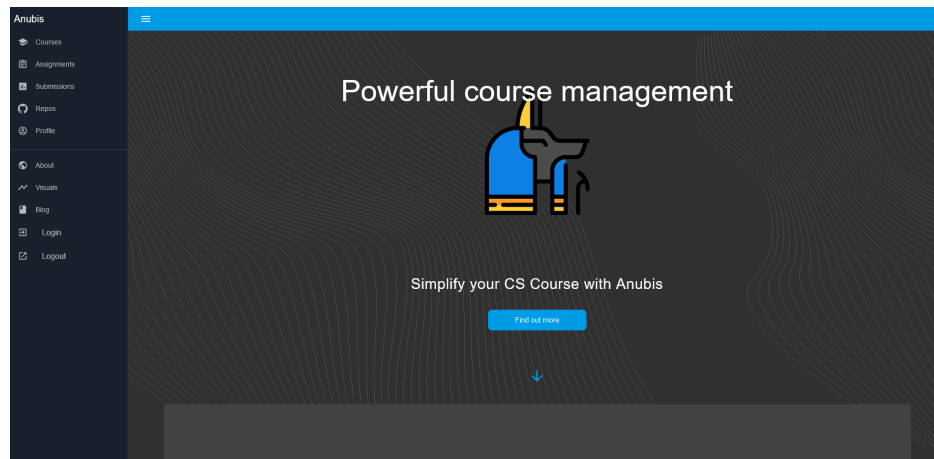 Anubis
Courses
Assignments
Submissions
Repos
Profile
About
Visuals
Blog
Login
Logout
Powerful course management
Simplify your CS Course with Anubis
Find out more